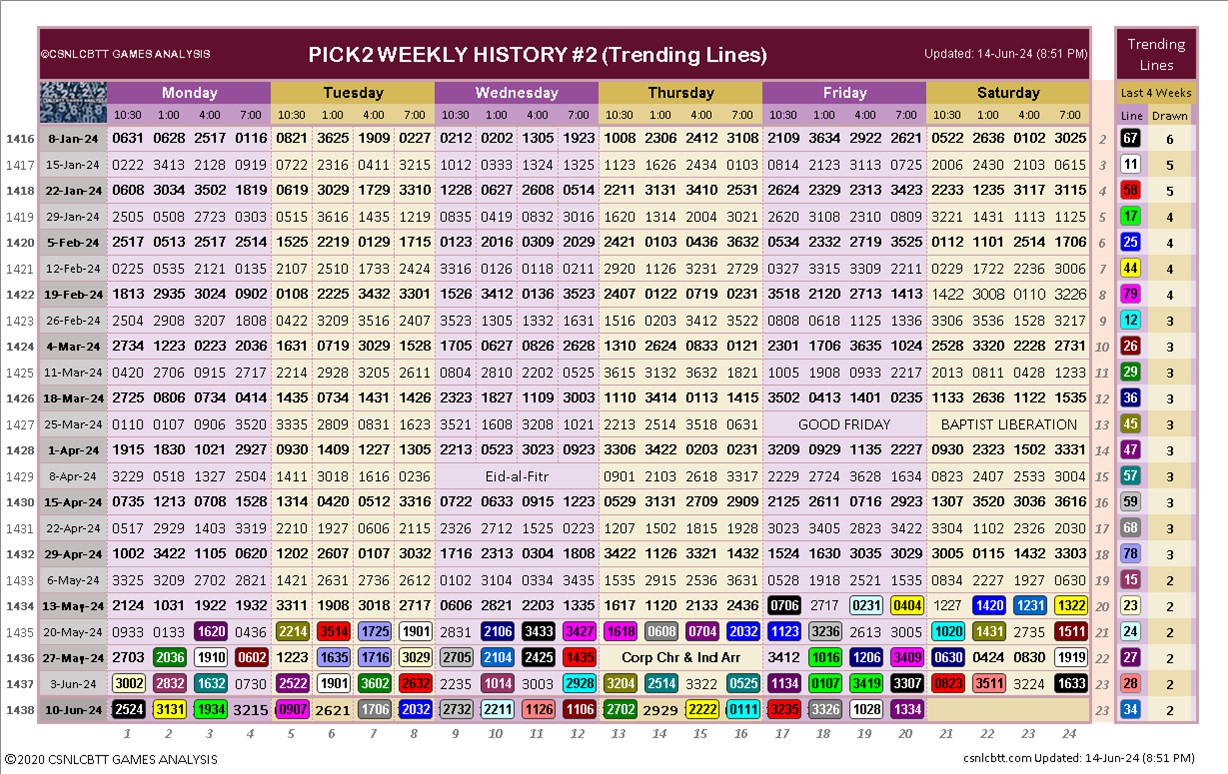 ©CSNLCBTT GAMES ANALYSIS PICK2 WEEKLY HISTORY #2 (Trending Lines) Updated: 14-Jun-24 (8:51 PM) Trending Lines
Monday Tuesday Wednesday Thursday Friday Saturday Last 4 Weeks
10:30 1:00 4:00 7:00 10:30 1:00 4:00 7:00 10:30 1:00 4:00 7:00 10:30 1:00 4:00 7:00 10:30 1:00 4:00 7:00 10:30 1:00 4:00 7:00 Line Drawn
1416 8-Jan-24 0631 0628 2517 0116 0821 3625 1909 0227 0212 0202 1305 1923 1008 2306 2412 3108 2109 3634 2922 2621 0522 2636 0102 3025 2 67 6
1417 15-Jan-24 0222 3413 2128 0919 0722 2316 0411 3215 1012 0333 1324 1325 1123 1626 2434 0103 0814 2123 3113 0725 2006 2430 2103 0615 3 11 5
1418 22-Jan-24 0608 3034 3502 1819 0619 3029 1729 3310 1228 0627 2608 0514 2211 3131 3410 2531 2624 2329 2313 3423 2233 1235 3117 3115 4 58 5
1419 29-Jan-24 2505 0508 2723 0303 0515 3616 1435 1219 0835 0419 0832 3016 1620 1314 2004 3021 2620 3108 2310 0809 3221 1431 1113 1125 5 17 4
1420 5-Feb-24 2517 0513 2517 2514 1525 2219 0129 1715 0123 2016 0309 2029 2421 0103 0436 3632 0534 2332 2719 3525 0112 1101 2514 1706 6 25 4
1421 12-Feb-24 0225 0535 2121 0135 2107 2510 1733 2424 3316 0126 0118 0211 2920 1126 3231 2729 0327 3315 3309 2211 0229 1722 2236 3006 7 44 4
1422 19-Feb-24 1813 2935 3024 0902 0108 2225 3432 3301 1526 3412 0136 3523 2407 0122 0719 0231 3518 2120 2713 1413 1422 3008 0110 3226 8 79 4
1423 26-Feb-24 2504 2908 3207 1808 0422 3209 3516 2407 3523 1305 1332 1631 1516 0203 3412 3522 0808 0618 1125 1336 3306 3536 1528 3217 9 12 3
1424 4-Mar-24 2734 1223 0223 2036 1631 0719 3029 1528 1705 0627 0826 2628 1310 2624 0833 0121 2301 1706 3635 1024 2528 3320 2228 2731 10 26 3
1425 11-Mar-24 0420 2706 0915 2717 2214 2928 3205 2611 0804 2810 2202 0525 3615 3132 3632 1821 1005 1908 0933 2217 2013 0811 0428 1233 11 29 3
1426 18-Mar-24 2725 0806 0734 0414 1435 0734 1431 1426 2323 1827 1109 3003 1110 3414 0113 1415 3502 0413 1401 0235 1133 2636 1122 1535 12 36 3
1427 25-Mar-24 0110 0107 0906 3520 3335 2809 0831 1623 3521 1608 3208 1021 2213 2514 3518 0631 GOOD FRIDAY BAPTIST LIBERATION 13 45 3
1428 1-Apr-24 1915 1830 1021 2927 0930 1409 1227 1305 2213 0523 3023 0923 3306 3422 0203 0231 3209 0929 1135 2227 0930 2323 1502 3331 14 47 3
1429 8-Apr-24 3229 0518 1327 2504 1411 3018 1616 0235 Eid-al-Fitr 0901 2103 2618 3317 2229 2724 3628 1634 0823 2407 2533 3004 15 57 3
1430 15-Apr-24 0735 1213 0708 1528 1314 0420 0512 3316 0722 0633 0915 1223 0529 3131 2709 2909 2125 2611 0716 2923 1307 3520 3036 3616 16 59 3
1431 22-Apr-24 0517 2929 1403 3319 2210 1927 0606 2115 2326 2712 1525 0223 1207 1502 1815 1928 3023 3405 2823 3422 3304 1102 2326 2030 17 68 3
1432 29-Apr-24 1002 3422 1105 0620 1202 2607 0107 3032 1716 2313 0304 1808 3422 1126 3321 1432 1524 1630 3035 3029 3005 0115 1432 3303 18 78 3
1433 6-May-24 3325 3209 2702 2821 1421 2631 2736 2612 0102 3104 0334 3435 1535 2915 2536 3631 0528 1918 2521 1535 0834 2227 1927 0630 19 15 2
1434 13-May-24 2124 1031 1922 1932 3311 1908 3018 2717 0606 2821 2203 1335 1617 1120 2133 2436 0706 2717 0231 0404 1227 1420 1231 1322 20 23 2
1435 20-May-24 0933 0133 1620 0436 2214 3514 1725 1901 2831 2106 3433 3427 1618 0608 0704 2032 1123 3236 2613 3005 1020 1431 2735 1511 21 24 2
1436 27-May-24 2703 2036 1910 0602 1223 1635 1716 3029 2705 2104 2425 1435 Corp Chr & Ind Arr 3412 1016 1206 3409 0630 0424 0830 1919 22 27 2
1437 3-Jun-24 3002 2832 1632 0730 2522 1901 3602 2632 2235 1014 3003 2928 3204 2514 3322 0525 1134 0107 3419 3307 0823 3511 3224 1633 23 28 2
1438 10-Jun-24 2524 3131 1934 3215 0907 2621 1706 2032 2732 2211 1126 1106 2702 2929 2222 0111 3235 3326 1028 1334 23 34 2
1 2 3 4 5 6 7 8 9 10 11 12 13 14 15 16 17 18 19 20 21 22 23 24
©2020 CSNLCBTT GAMES ANALYSIS csnlcbtt.com Updated: 14-Jun-24 (8:51 PM)